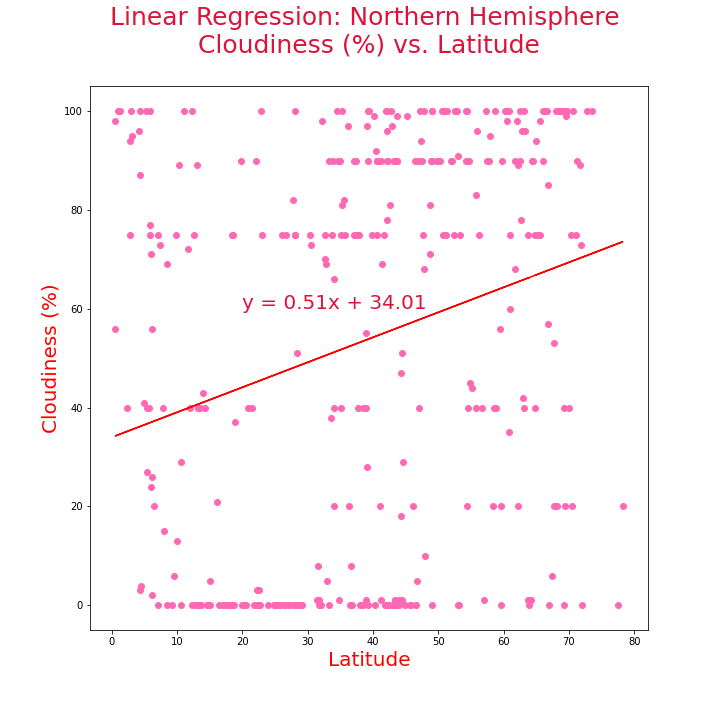 Linear Regression: Northern Hemisphere
Cloudiness (%) vs. Latitude
100
80
60
40
20
0
Cloudiness (%)
y = 0.51x + 34.01
0 10 20 30 40 50 60 70 80
Latitude